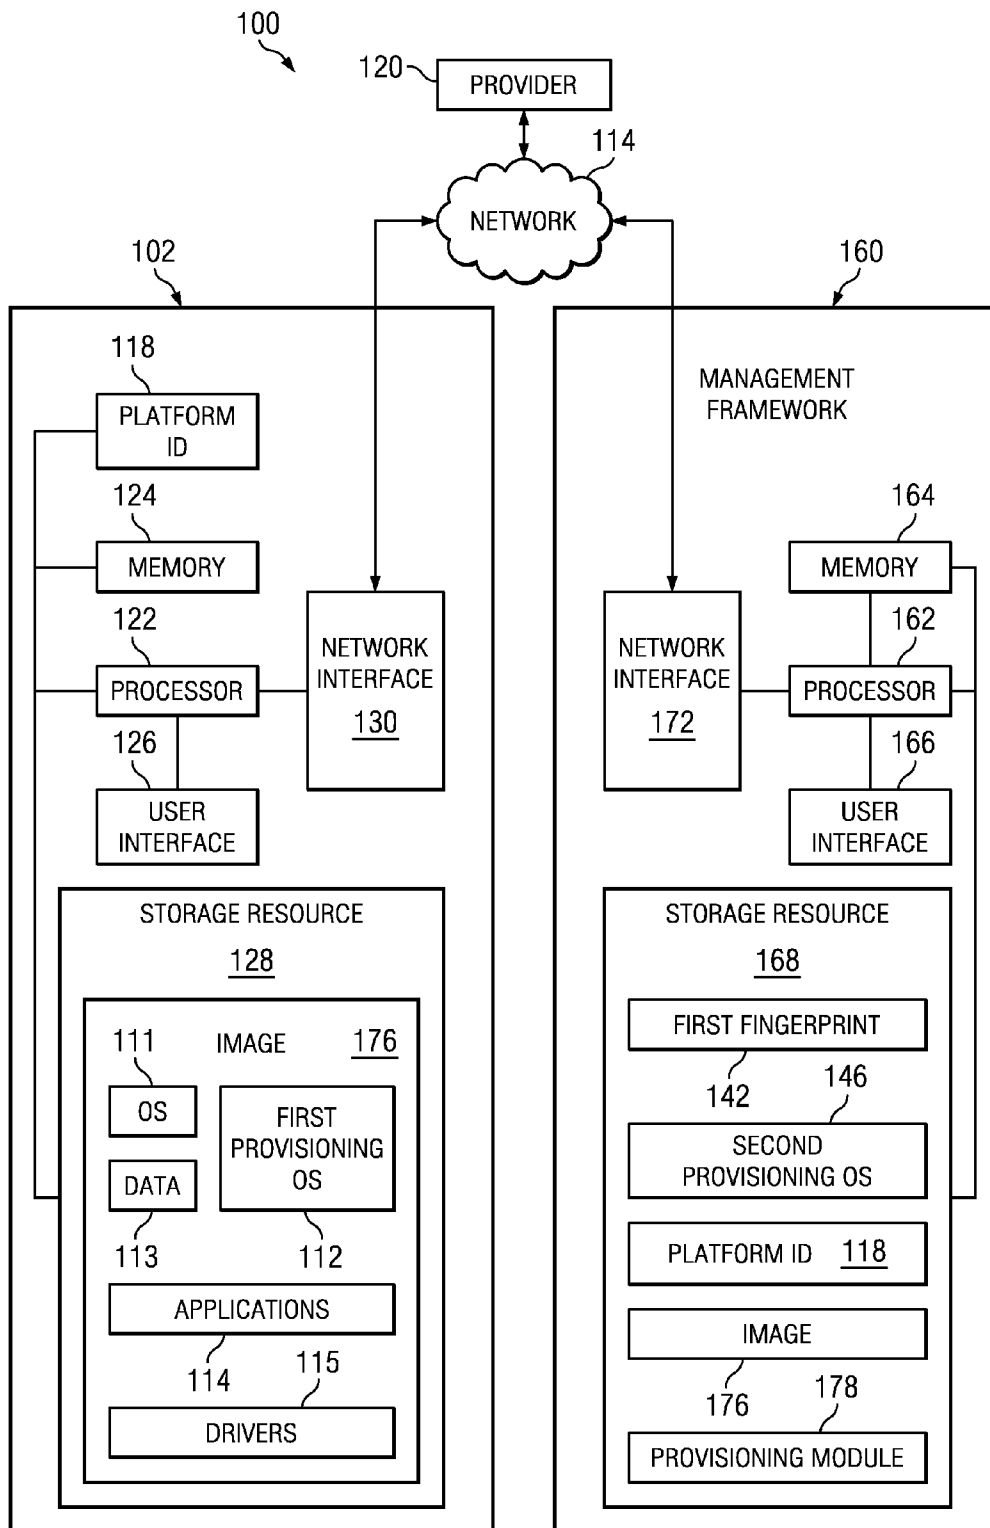 100
120
PROVIDER
114
NETWORK
102
160
118
PLATFORM
ID
124
MEMORY
122
PROCESSOR
126
USER
INTERFACE
NETWORK
INTERFACE
130
STORAGE RESOURCE
128
IMAGE 176
111
OS
FIRST
PROVISIONING
OS
DATA
113
112
APPLICATIONS
114
115
DRIVERS
MANAGEMENT
FRAMEWORK
164
MEMORY
162
PROCESSOR
166
USER
INTERFACE
NETWORK
INTERFACE
172
STORAGE RESOURCE
168
FIRST FINGERPRINT
142
146
SECOND
PROVISIONING OS
PLATFORM ID 118
IMAGE
176
178
PROVISIONING MODULE